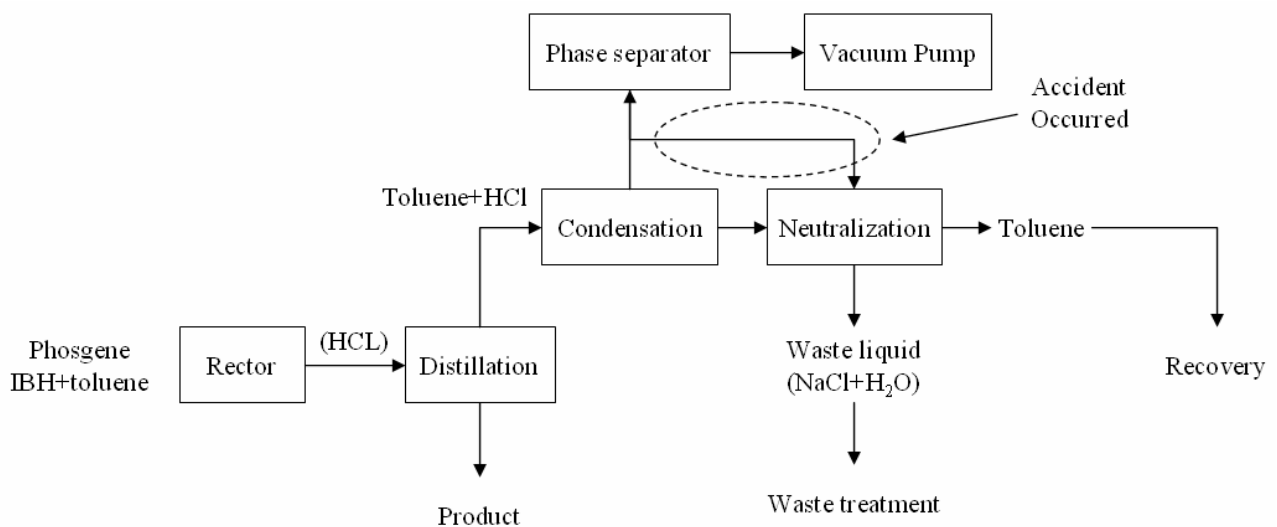 Phase separator
Vacuum Pump
Accident
Occurred
Toluene+HCl
Condensation
Neutralization
Toluene
Phosgene
IBH+toluene
Rector
(HCL)
Distillation
Waste liquid
(NaCl+H₂O)
Recovery
Product
Waste treatment